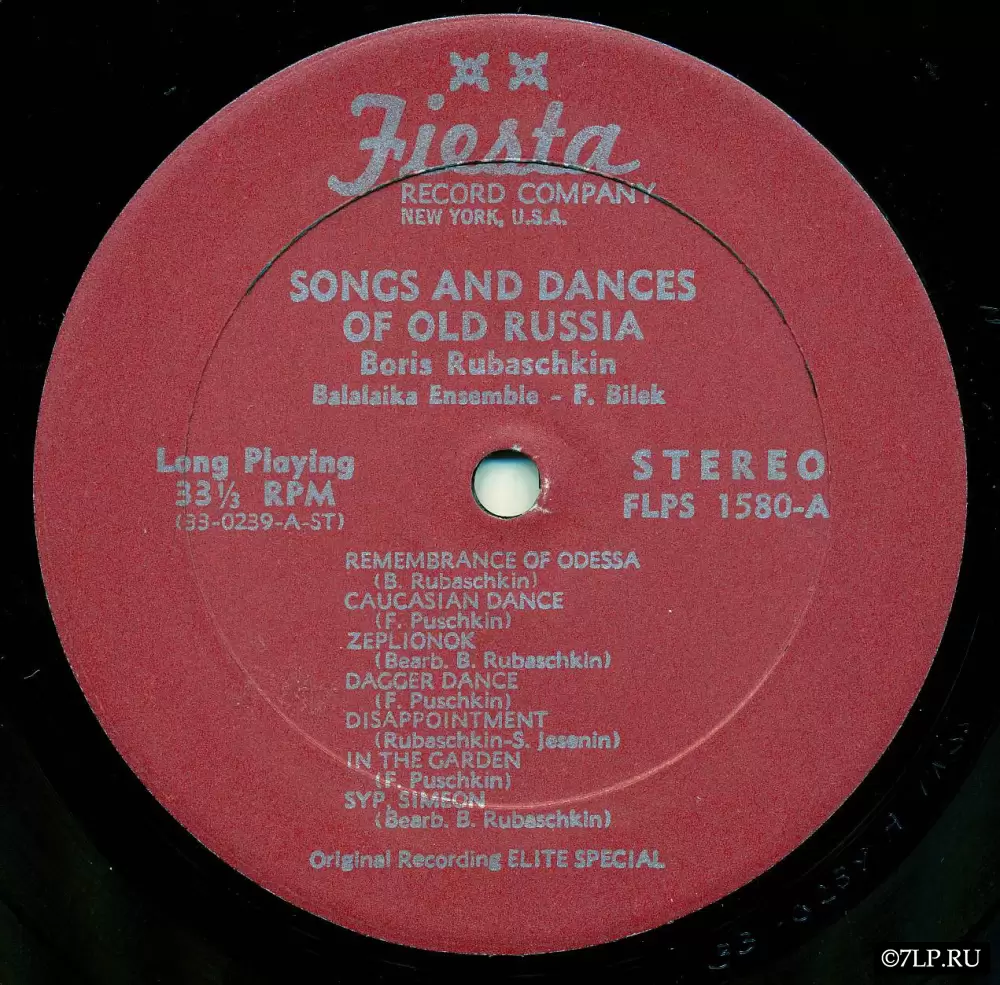 Fiesta
RECORD COMPANY
NEW YORK, U.S.A.
SONGS AND DANCES
OF OLD RUSSIA
Boris Rubaschkin
Balalaika Ensemble - F. Bilek
Long Playing
33⅓ RPM
(33-0239-A-ST)
STEREO
FLPS 1580-A
REMEMBRANCE OF ODESSA
(B. Rubaschkin)
CAUCASIAN DANCE
(F. Puschkin)
ZEPLIONOK
(Bearb. B. Rubaschkin)
DAGGER DANCE
(F. Puschkin)
DISAPPOINTMENT
(Rubaschkin-S. Jesenin)
IN THE GARDEN
(F. Puschkin)
SYP, SIMEON
(Bearb. B. Rubaschkin)
Original Recording ELITE SPECIAL
©7LP.RU